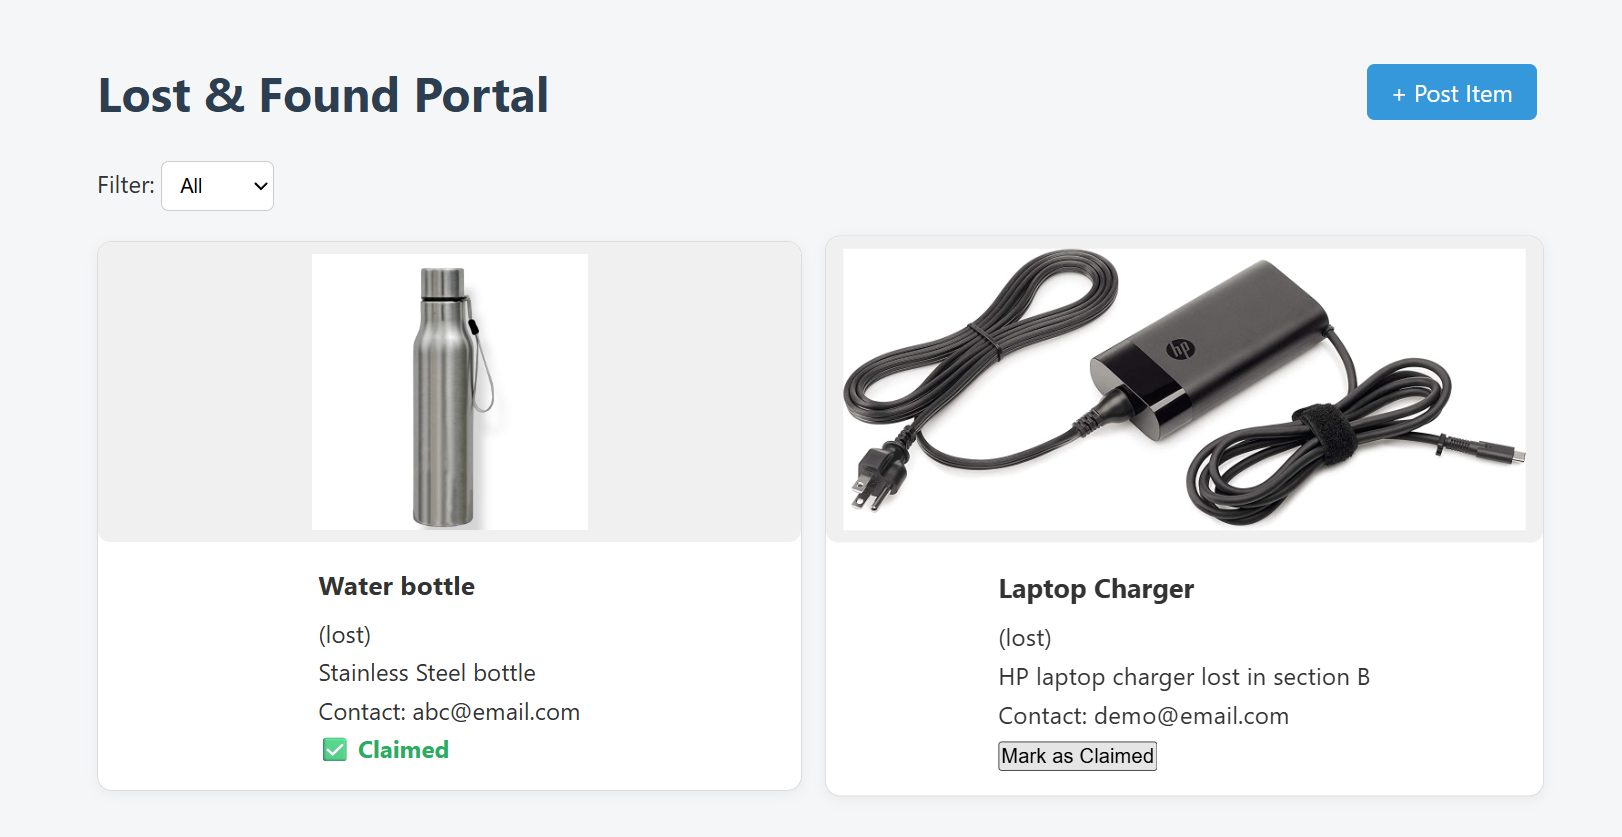 Lost & Found Portal
+ Post Item
Filter: All
hp
Water bottle
(lost)
Stainless Steel bottle
Contact: abc@email.com
✅ Claimed
Laptop Charger
(lost)
HP laptop charger lost in section B
Contact: demo@email.com
Mark as Claimed